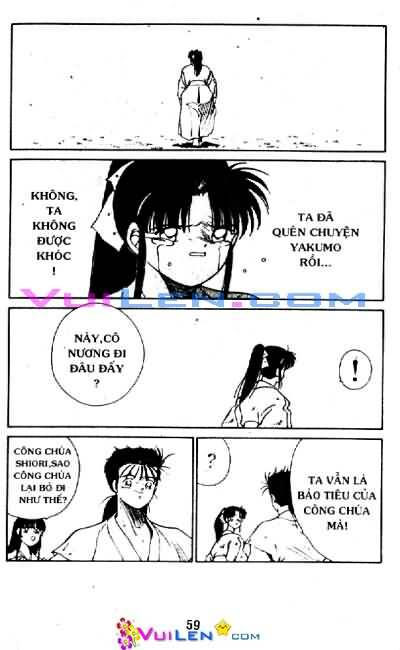 KHÔNG,
TA
KHÔNG
ĐƯỢC
KHÓC
!
TA ĐÃ
QUÊN CHUYỆN
YAKUMO
RỒI...
VUILEN.COM
NÀY,CÔ
NƯƠNG ĐI
ĐÂU ĐẤY
?
!
CÔNG CHÚA
SHIORI,SAO
CÔNG CHÚA
LẠI BỎ ĐI
NHƯ THẾ?
?
TA VẪN LÀ
BẢO TIÊU CỦA
CÔNG CHÚA
MÀ!
59
VUILEN.COM